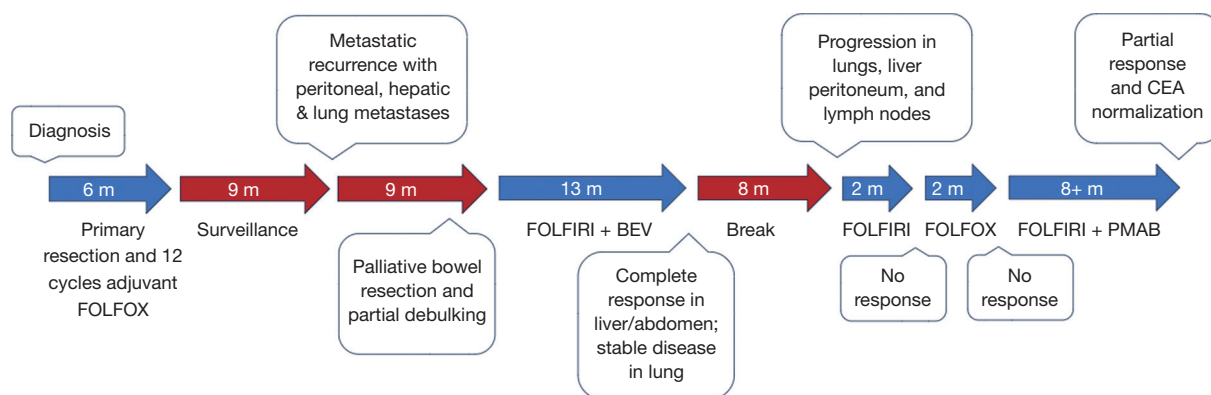 Diagnosis
Metastatic
recurrence with
peritoneal, hepatic
& lung metastases
Progression in
lungs, liver
peritoneum, and
lymph nodes
Partial
response
and CEA
normalization
6 m
9 m
9 m
13 m
8 m
2 m
2 m
8+ m
Primary
resection and 12
cycles adjuvant
FOLFOX
Surveillance
FOLFIRI + BEV
Break
FOLFIRI
FOLFOX
FOLFIRI + PMAB
Palliative bowel
resection and
partial debulking
Complete
response in
liver/abdomen;
stable disease
in lung
No
response
No
response